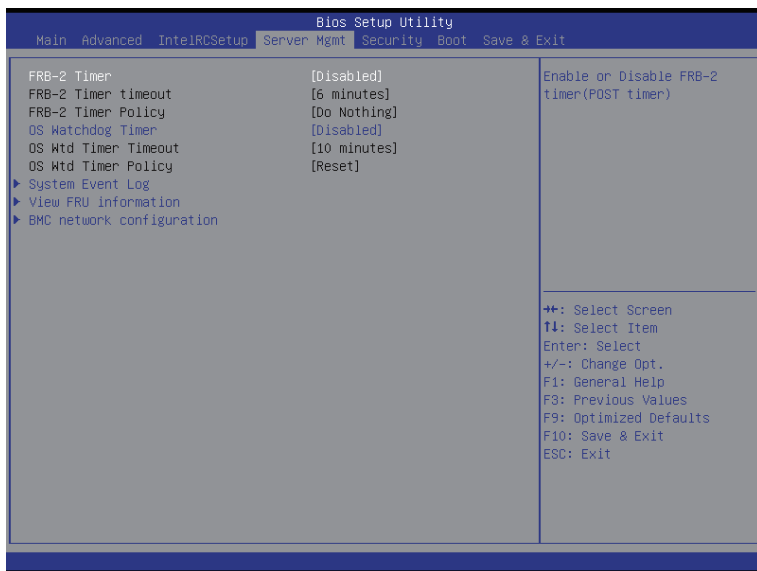 Bios Setup Utility
Main Advanced IntelRCSetup Server Mgmt Security Boot Save & Exit
FRB-2 Timer [Disabled]
FRB-2 Timer timeout [6 minutes]
FRB-2 Timer Policy [Do Nothing]
OS Watchdog Timer [Disabled]
OS Wtd Timer Timeout [10 minutes]
OS Wtd Timer Policy [Reset]
System Event Log
View FRU information
BMC network configuration
Enable or Disable FRB-2
timer(POST timer)
→←: Select Screen
↑↓: Select Item
Enter: Select
+/-: Change Opt.
F1: General Help
F3: Previous Values
F9: Optimized Defaults
F10: Save & Exit
ESC: Exit